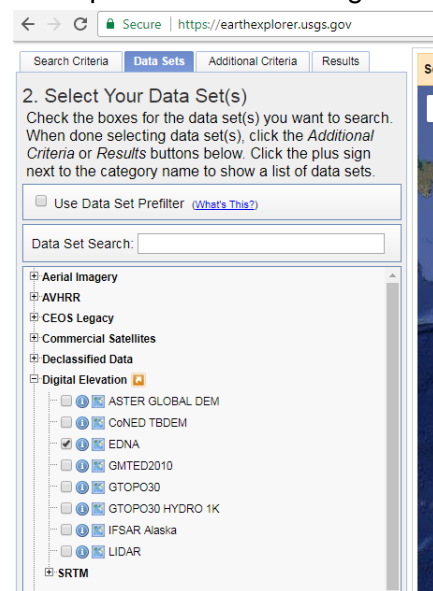 Secure | https://earthexplorer.usgs.gov
Search Criteria Data Sets Additional Criteria Results
2. Select Your Data Set(s)
Check the boxes for the data set(s) you want to search.
When done selecting data set(s), click the Additional
Criteria or Results buttons below. Click the plus sign
next to the category name to show a list of data sets.
Use Data Set Prefilter (What's This?)
Data Set Search:
Aerial Imagery
AVHRR
CEOS Legacy
Commercial Satellites
Declassified Data
Digital Elevation
ASTER GLOBAL DEM
CoNED TBDEM
EDNA
GMTED2010
GTOPO30
GTOPO30 HYDRO 1K
IFSAR Alaska
LIDAR
SRTM